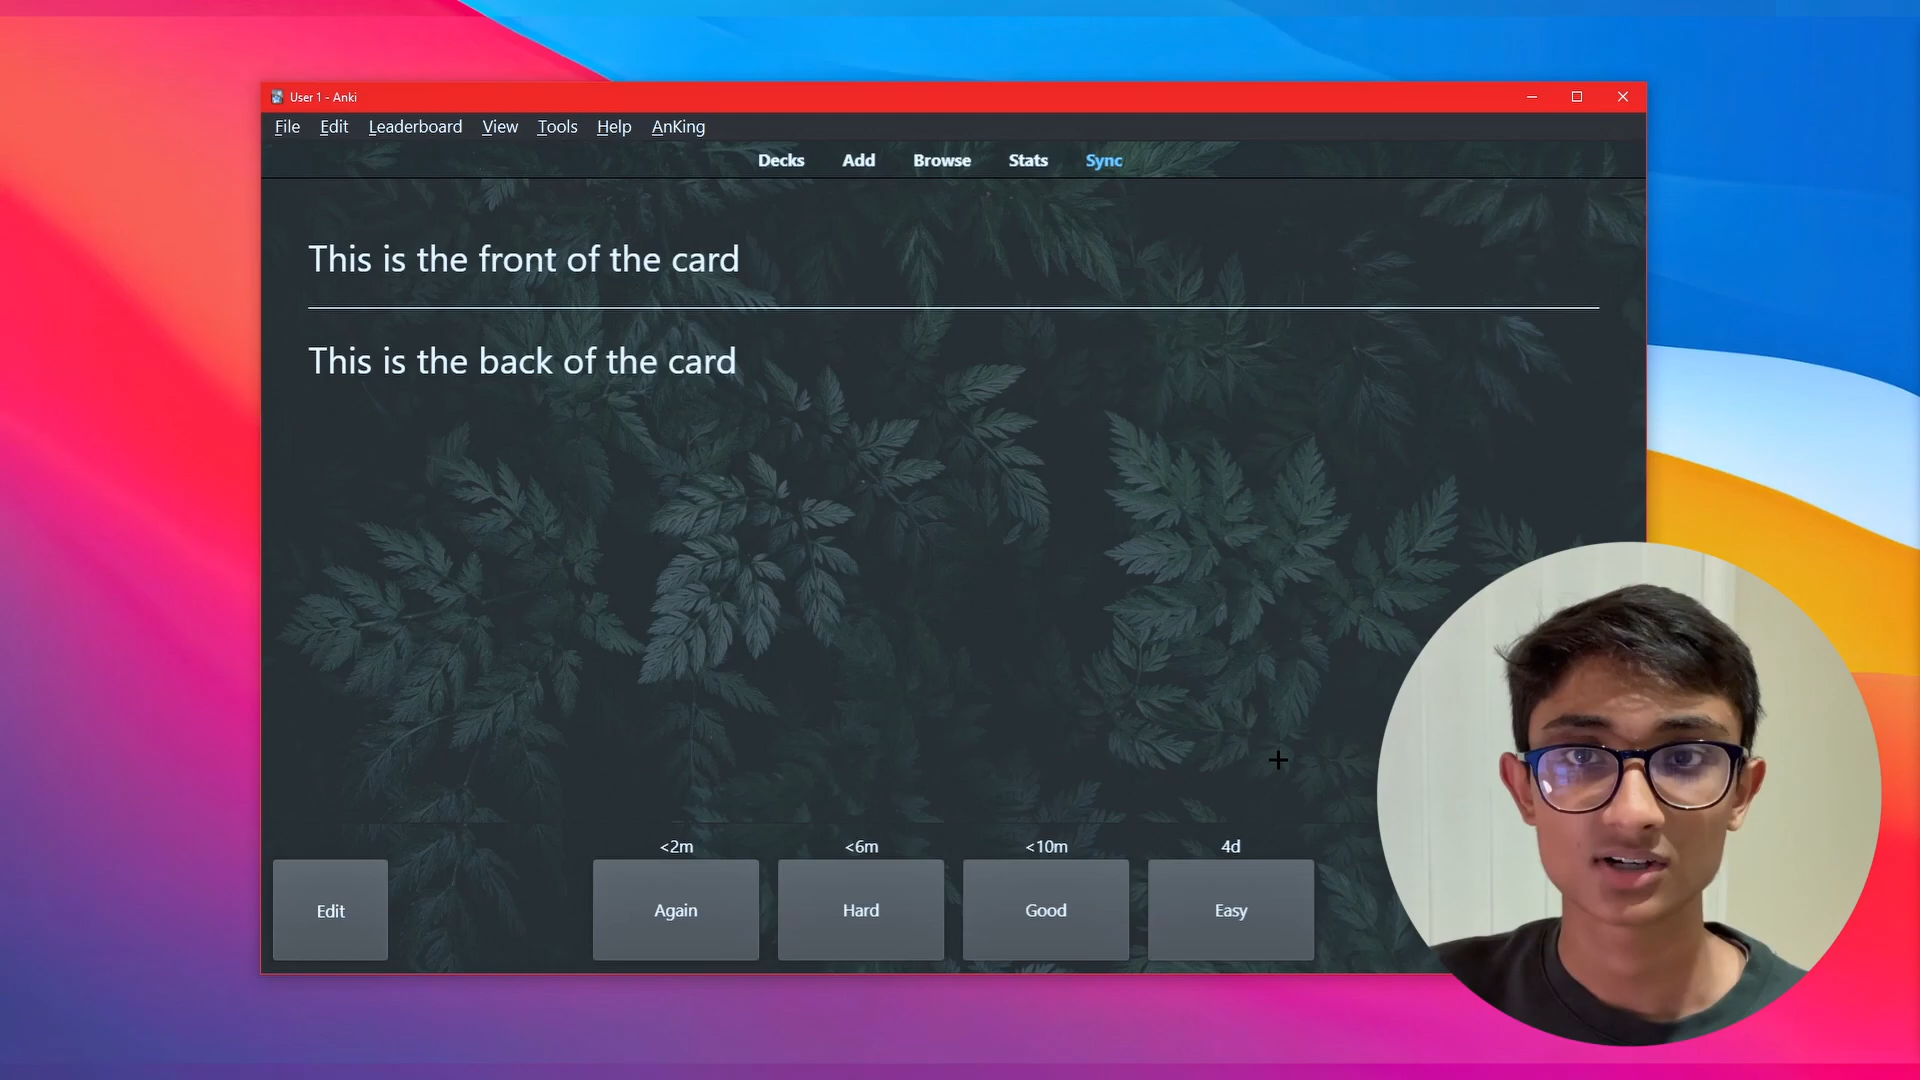 User 1 - Anki
File Edit Leaderboard View Tools Help AnKing
Decks Add Browse Stats Sync
This is the front of the card
This is the back of the card
<2m <6m <10m 4d
Edit Again Hard Good Easy